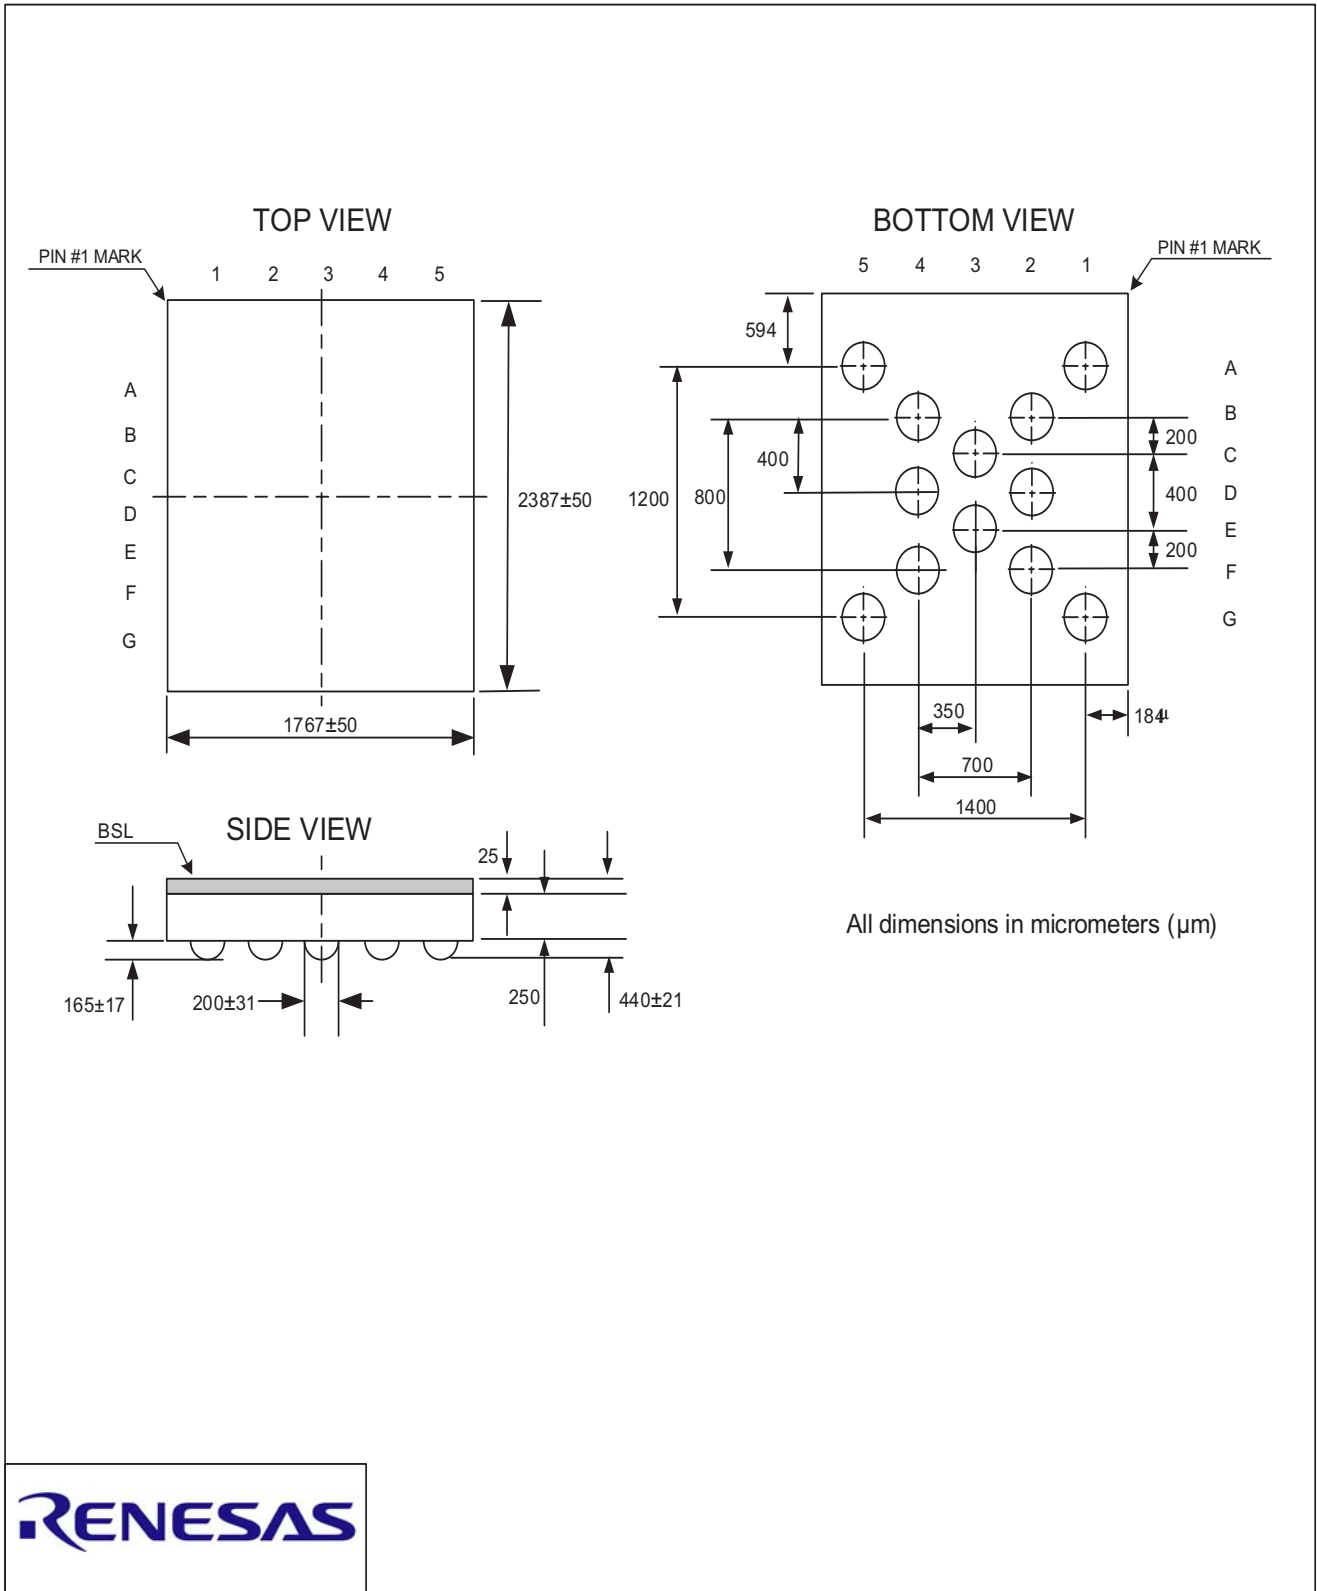 TOP VIEW
PIN #1 MARK
1 2 3 4 5
A
B
C
D
E
F
G
2387±50
1767±50
BOTTOM VIEW
PIN #1 MARK
5 4 3 2 1
594
1200
800
400
200
400
200
A
B
C
D
E
F
G
350
184µ
700
1400
SIDE VIEW
BSL
25
165±17
200±31
250
440±21
All dimensions in micrometers (µm)
RENESAS